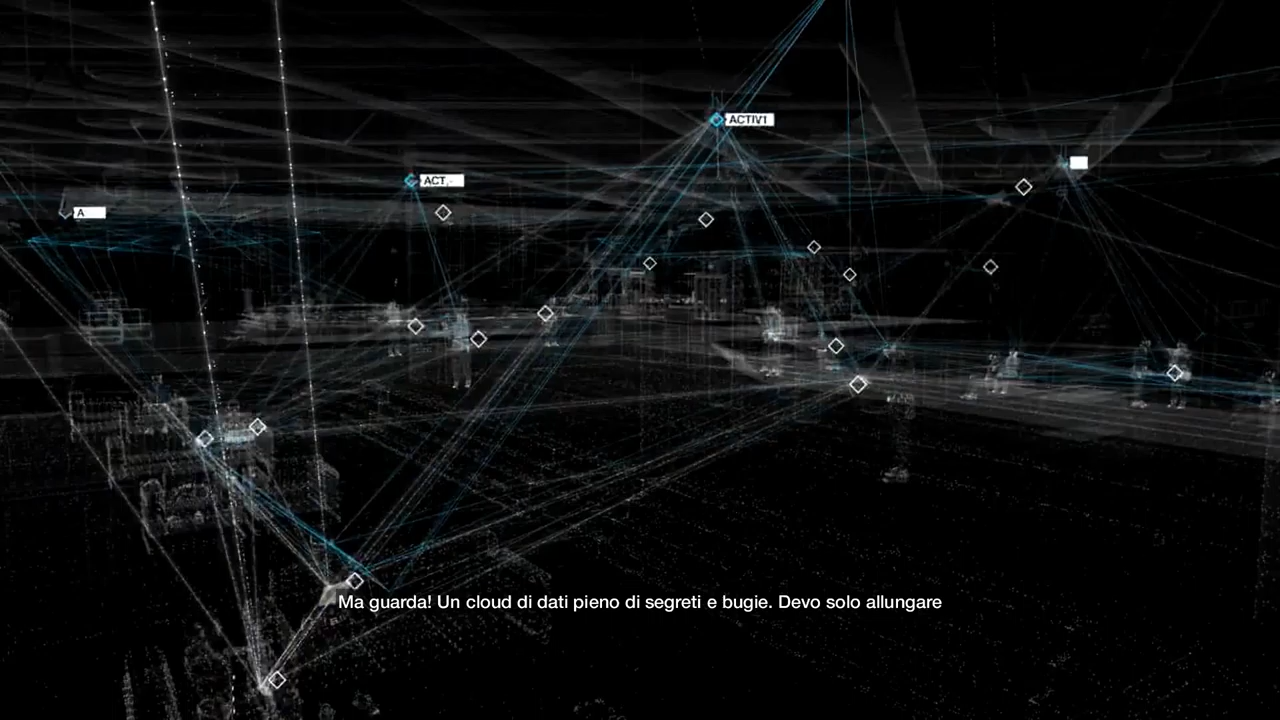 ACTIV1
ACT.-
A
Ma guarda! Un cloud di dati pieno di segreti e bugie. Devo solo allungare